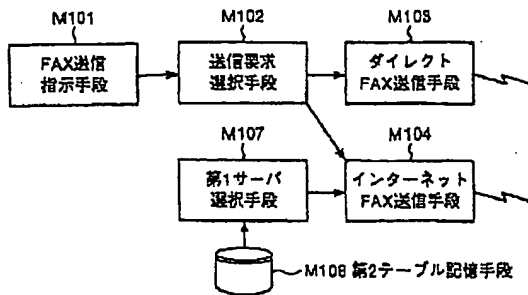 M101
FAX送信
指示手段
M102
送信要求
選択手段
M103
ダイレクト
FAX送信手段
M107
第1サーバ
選択手段
M104
インターネット
FAX送信手段
M108 第2テーブル記憶手段